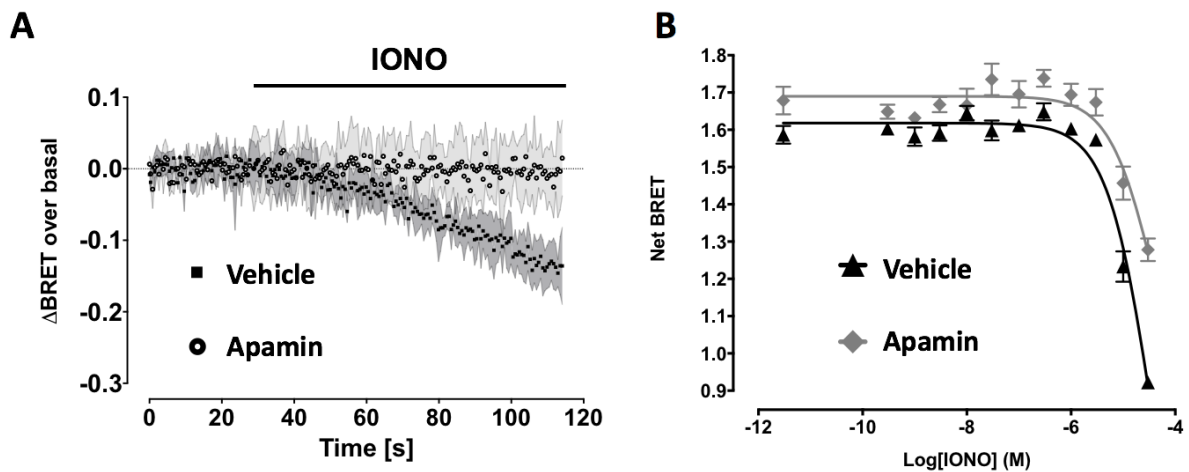 A
IONO
0.1
0.0
-0.1
-0.2
-0.3
ΔBRET over basal
Vehicle
Apamin
0 20 40 60 80 100 120
Time [s]
B
1.8
1.7
1.6
1.5
1.4
1.3
1.2
1.1
1.0
0.9
Net BRET
Vehicle
Apamin
-12 -10 -8 -6 -4
Log[IONO] (M)